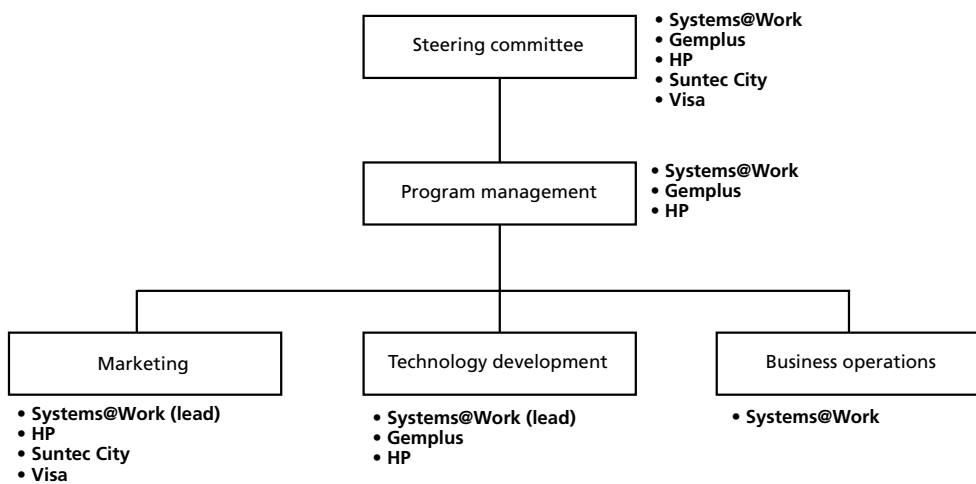 Steering committee
• Systems@Work
• Gemplus
• HP
• Suntec City
• Visa
Program management
• Systems@Work
• Gemplus
• HP
Marketing
• Systems@Work (lead)
• HP
• Suntec City
• Visa
Technology development
• Systems@Work (lead)
• Gemplus
• HP
Business operations
• Systems@Work